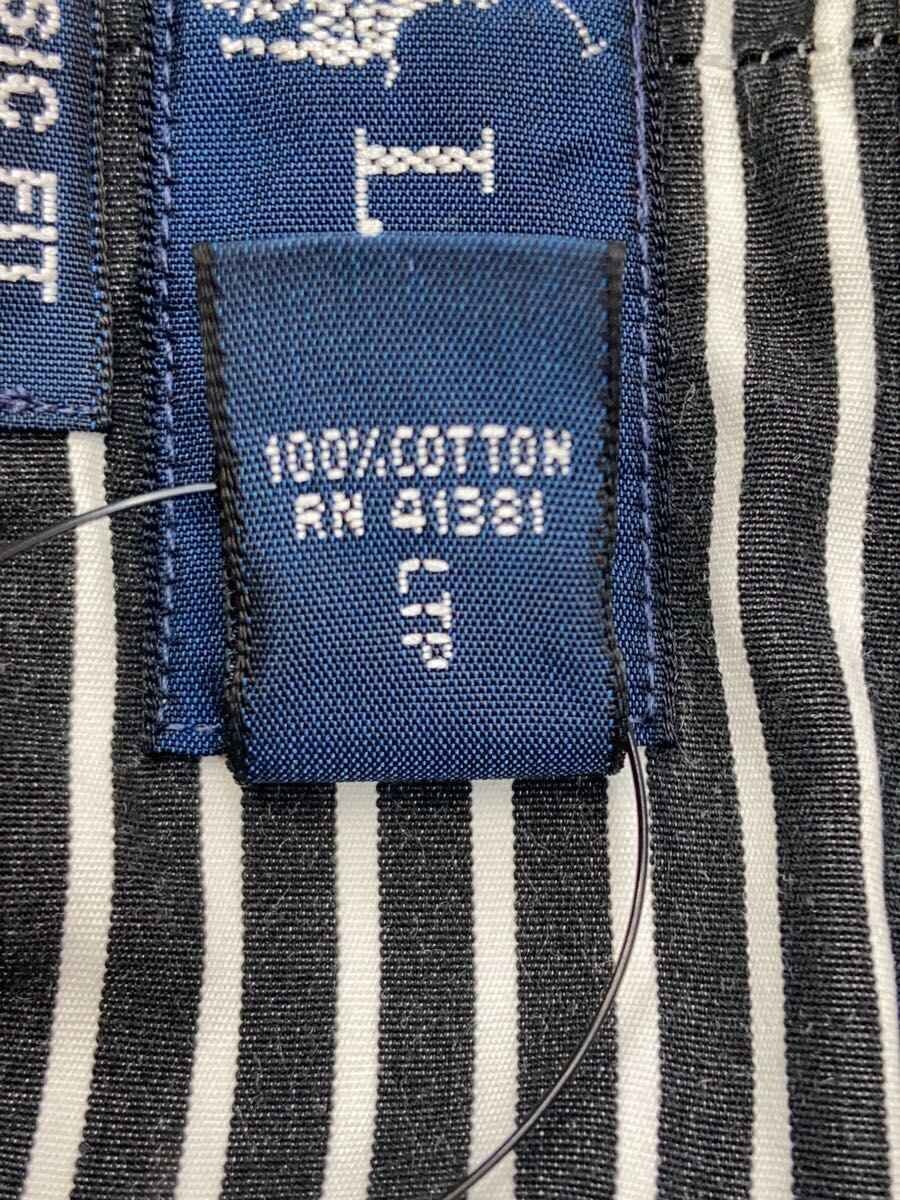 SIC FIT
L
100% COTTON
RN 41381
LTP